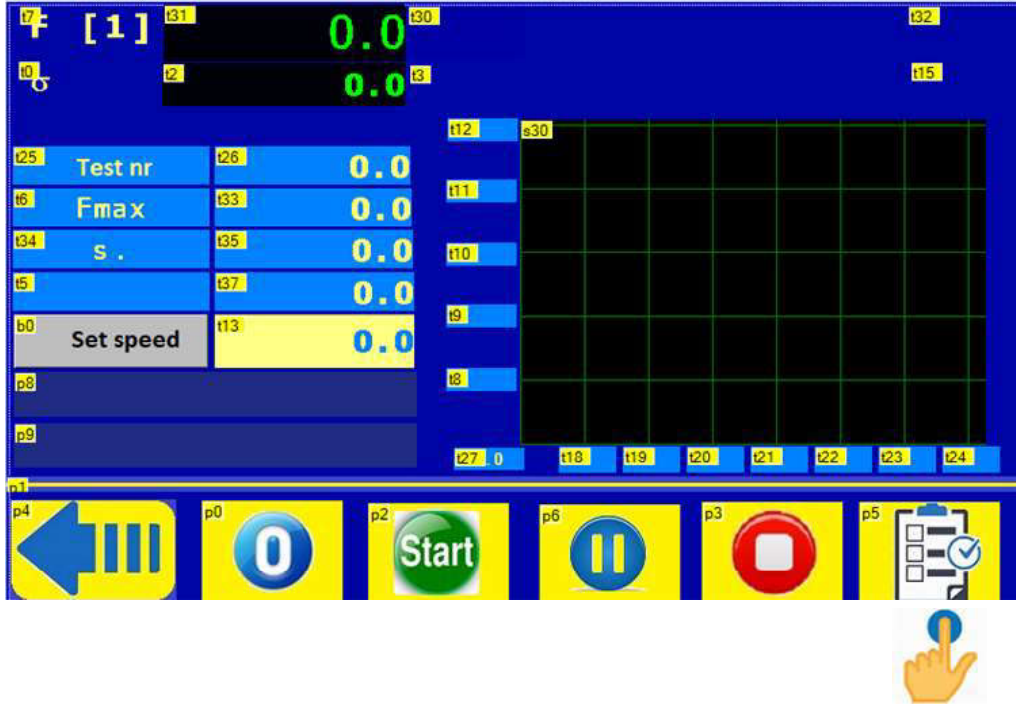 t7 F [1] t31 0.0 t30 t32
t0 σ t2 0.0 t3 t15
t12 s30
t25 Test nr t26 0.0
t6 Fmax t33 0.0 t11
t34 s . t35 0.0 t10
t5 t37 0.0
b0 Set speed t13 0.0 t9
p8 t8
p9
t27 .0 t18 t19 t20 t21 t22 t23 t24
p1
p4 p0 p2 p6 p3 p5
0 Start